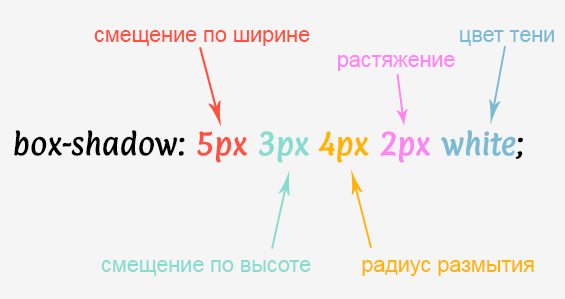 смещение по ширине
цвет тени
растяжение
box-shadow: 5px 3px 4px 2px white;
смещение по высоте
радиус размытия